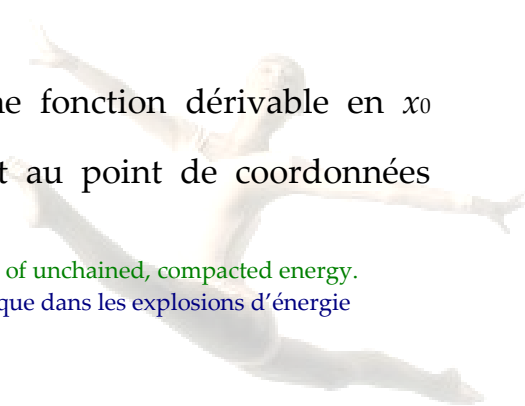 ne fonction dérivable en x0
t au point de coordonnées
of unchained, compacted energy.
que dans les explosions d’énergie